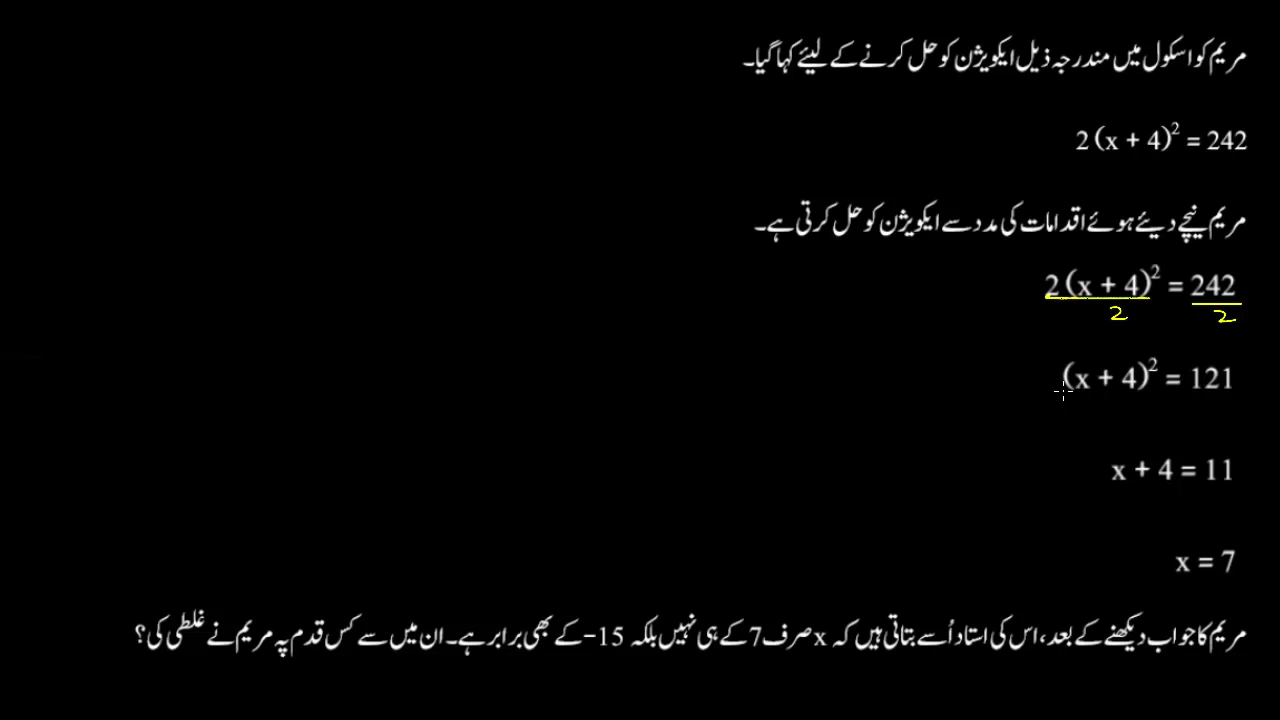 مریم کو اسکول میں مندرجہ ذیل ایکویژن کو حل کرنے کے لیئے کہا گیا۔
2(x + 4)² = 242
مریم نیچے دیئے ہوئے اقدامات کی مدد سے ایکویژن کو حل کرتی ہے۔
2(x + 4)² = 242
2 2
(x + 4)² = 121
x + 4 = 11
x = 7
مریم کا جواب دیکھنے کے بعد، اس کی استاد اُسے بتاتی ہیں کہ x صرف 7 کے ہی نہیں بلکہ 15- کے بھی برابر ہے۔ ان میں سے کس قدم پہ مریم نے غلطی کی؟